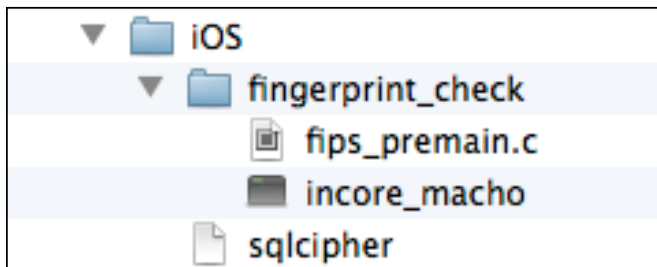 iOS
fingerprint_check
fips_premain.c
incore_macho
sqlcipher